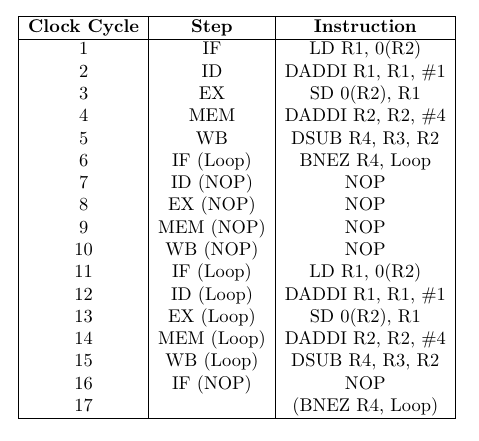 Clock Cycle Step Instruction
1 IF LD R1, 0(R2)
2 ID DADDI R1, R1, #1
3 EX SD 0(R2), R1
4 MEM DADDI R2, R2, #4
5 WB DSUB R4, R3, R2
6 IF (Loop) BNEZ R4, Loop
7 ID (NOP) NOP
8 EX (NOP) NOP
9 MEM (NOP) NOP
10 WB (NOP) NOP
11 IF (Loop) LD R1, 0(R2)
12 ID (Loop) DADDI R1, R1, #1
13 EX (Loop) SD 0(R2), R1
14 MEM (Loop) DADDI R2, R2, #4
15 WB (Loop) DSUB R4, R3, R2
16 IF (NOP) NOP
17 (BNEZ R4, Loop)